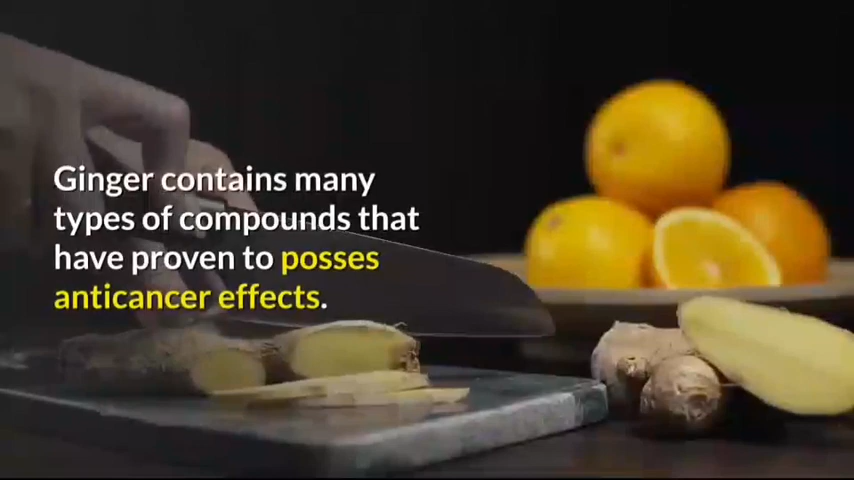 Ginger contains many
types of compounds that
have proven to posses
anticancer effects.